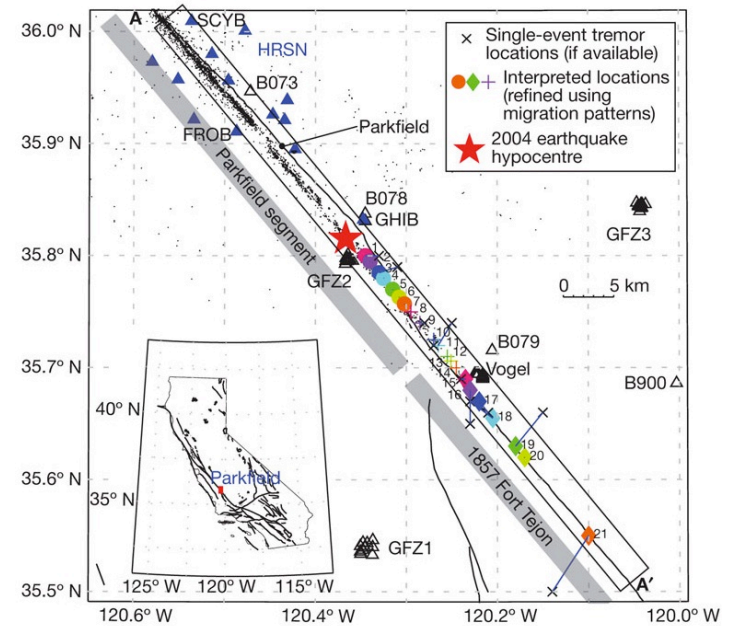 36.0° N
A
SCYB
HRSN
B073
FROB
Parkfield
35.9° N
× Single-event tremor
locations (if available)
Interpreted locations
(refined using
migration patterns)
2004 earthquake
hypocentre
Parkfield segment
B078
GHIB
GFZ3
35.8° N
GFZ2
1
2
3
4
5
6
7
8
9
10
11
12
13
14
15
16
17
18
19
20
21
0 5 km
35.7° N
B079
Vogel
B900
1857 Fort Tejon
40° N
Parkfield
35° N
125° W 120° W 115° W
35.6° N
GFZ1
35.5° N
A′
120.6° W 120.4° W 120.2° W 120.0° W